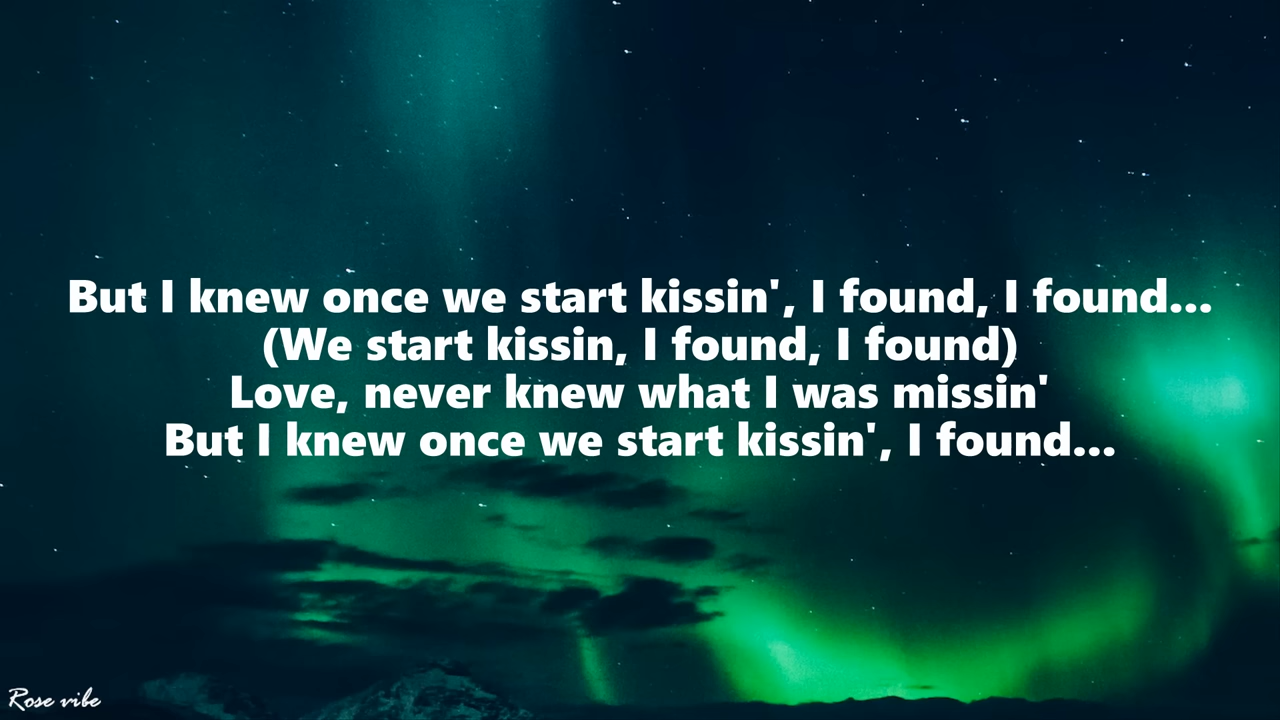 But I knew once we start kissin', I found, I found...
(We start kissin, I found, I found)
Love, never knew what I was missin'
But I knew once we start kissin', I found...
Rose vibe